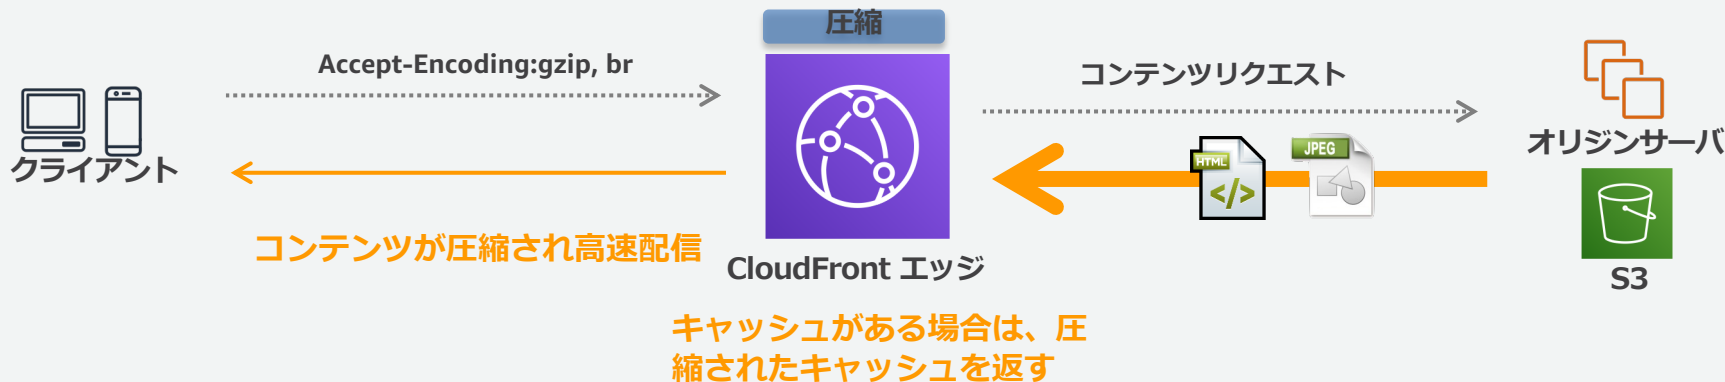 圧縮
Accept-Encoding:gzip, br
コンテンツリクエスト
クライアント
HTML
</>
JPEG
オリジンサーバ
コンテンツが圧縮され高速配信
CloudFront エッジ
S3
キャッシュがある場合は、圧
縮されたキャッシュを返す